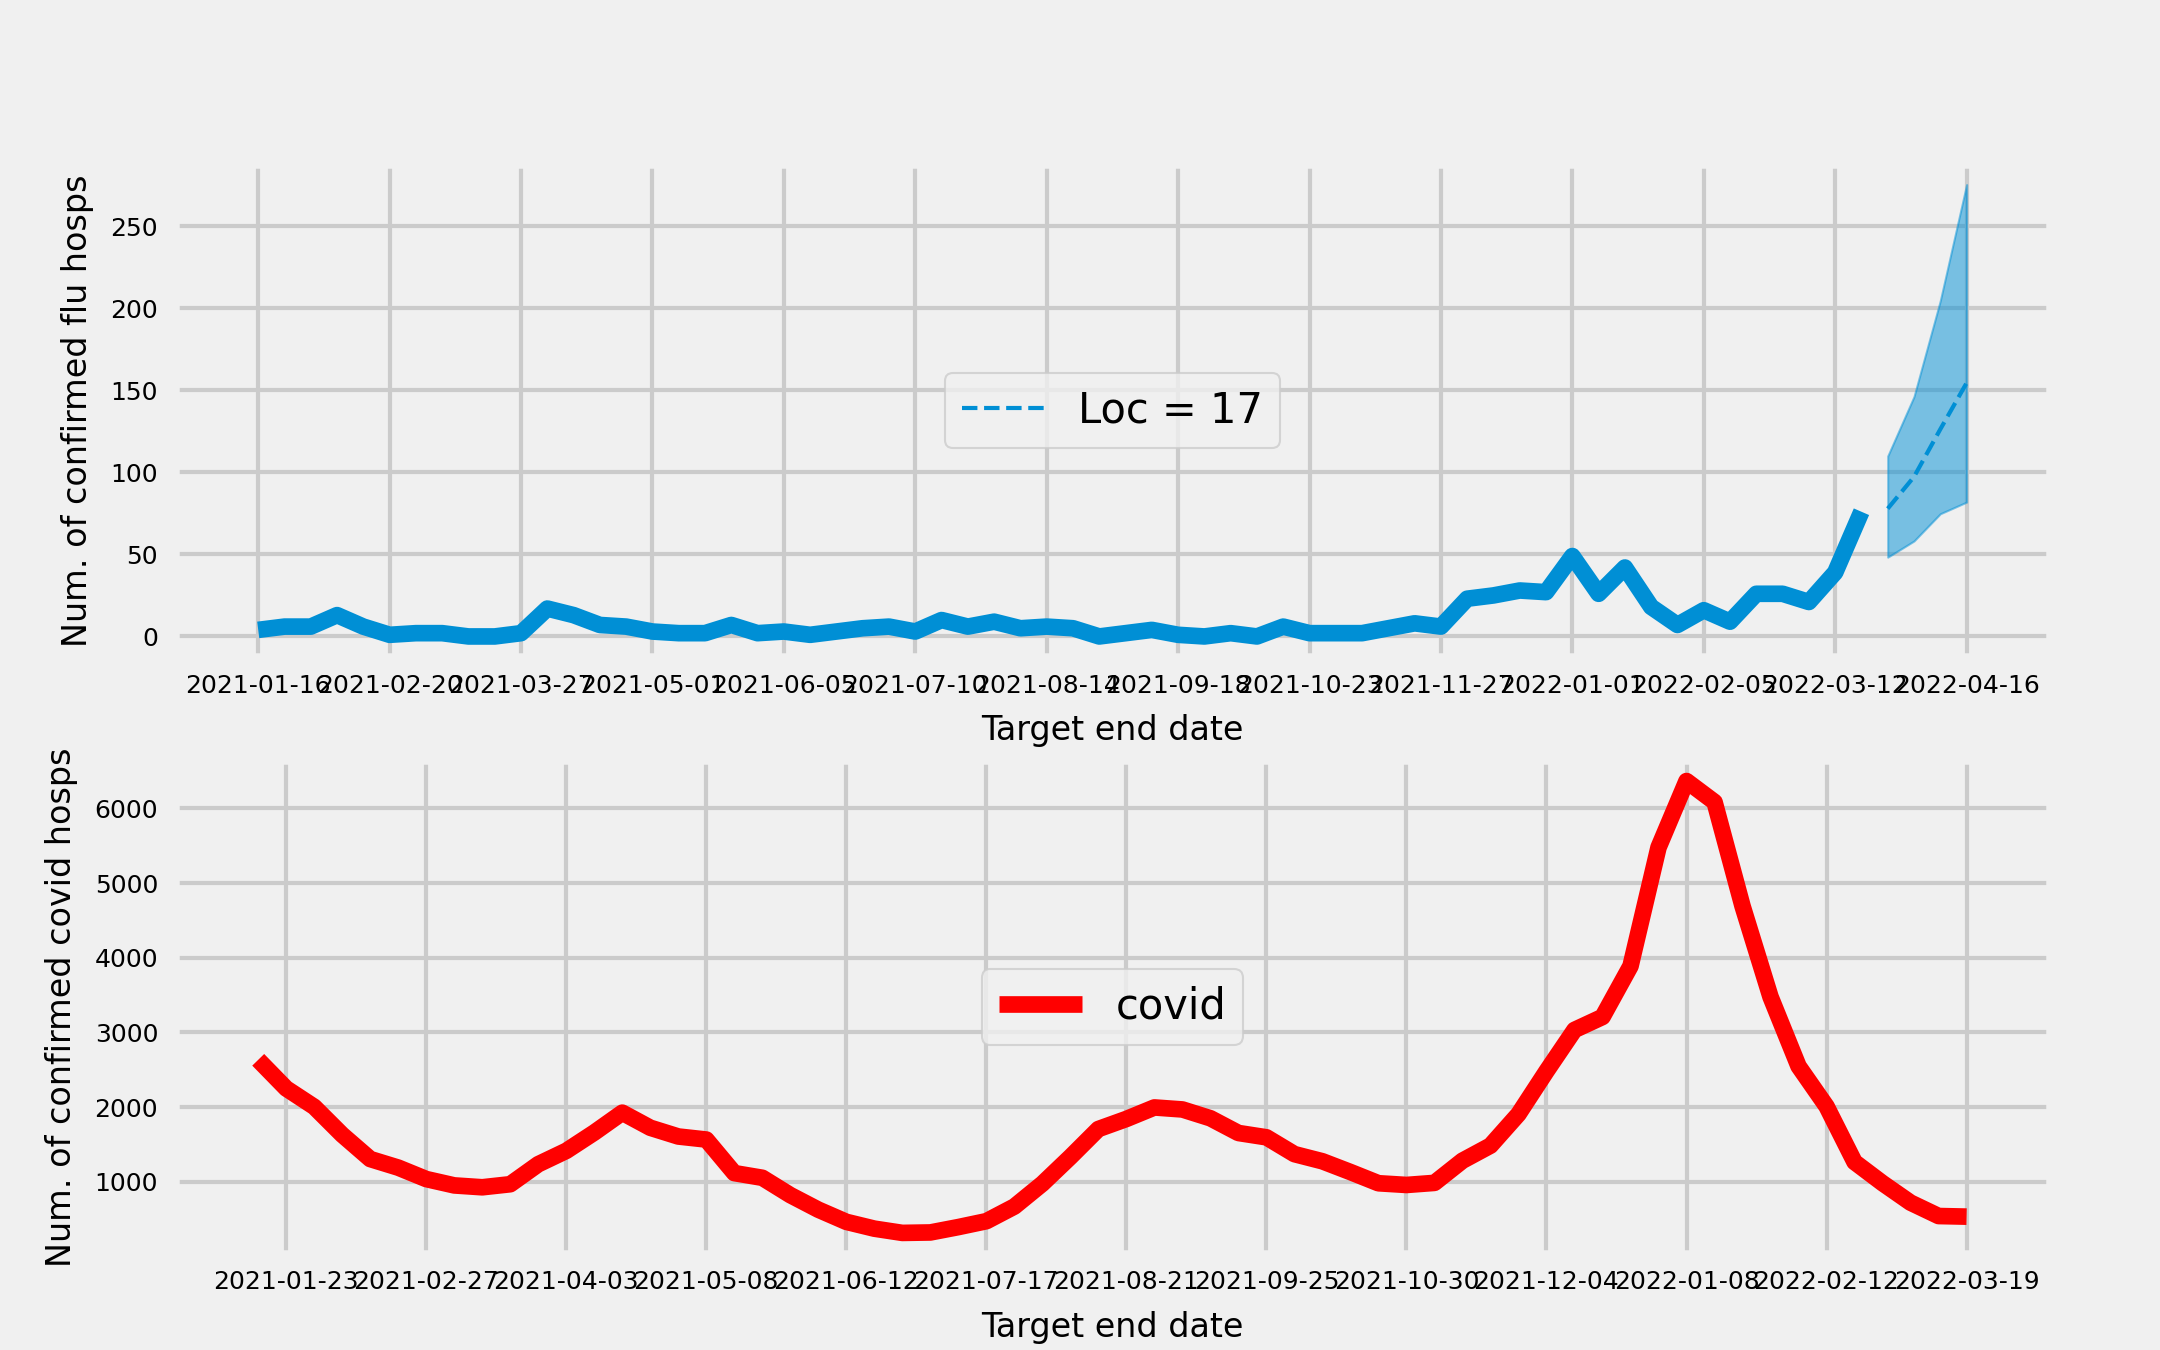 Num. of confirmed flu hosps
250
200
150
100
50
0
Loc = 17
2021-01-16 2021-02-20 2021-03-27 2021-05-01 2021-06-05 2021-07-10 2021-08-14 2021-09-18 2021-10-23 2021-11-27 2022-01-01 2022-02-05 2022-03-12 2022-04-16
Target end date
Num. of confirmed covid hosps
6000
5000
4000
3000
2000
1000
covid
2021-01-23 2021-02-27 2021-04-03 2021-05-08 2021-06-12 2021-07-17 2021-08-21 2021-09-25 2021-10-30 2021-12-04 2022-01-08 2022-02-12 2022-03-19
Target end date